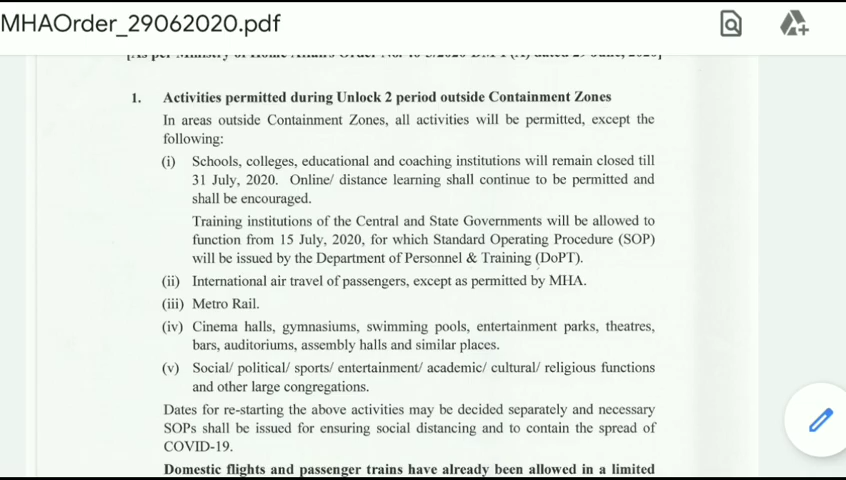 MHAOrder_29062020.pdf
1. Activities permitted during Unlock 2 period outside Containment Zones
In areas outside Containment Zones, all activities will be permitted, except the
following:
(i) Schools, colleges, educational and coaching institutions will remain closed till
31 July, 2020. Online/ distance learning shall continue to be permitted and
shall be encouraged.
Training institutions of the Central and State Governments will be allowed to
function from 15 July, 2020, for which Standard Operating Procedure (SOP)
will be issued by the Department of Personnel & Training (DoPT).
(ii) International air travel of passengers, except as permitted by MHA.
(iii) Metro Rail.
(iv) Cinema halls, gymnasiums, swimming pools, entertainment parks, theatres,
bars, auditoriums, assembly halls and similar places.
(v) Social/ political/ sports/ entertainment/ academic/ cultural/ religious functions
and other large congregations.
Dates for re-starting the above activities may be decided separately and necessary
SOPs shall be issued for ensuring social distancing and to contain the spread of
COVID-19.
Domestic flights and passenger trains have already been allowed in a limited